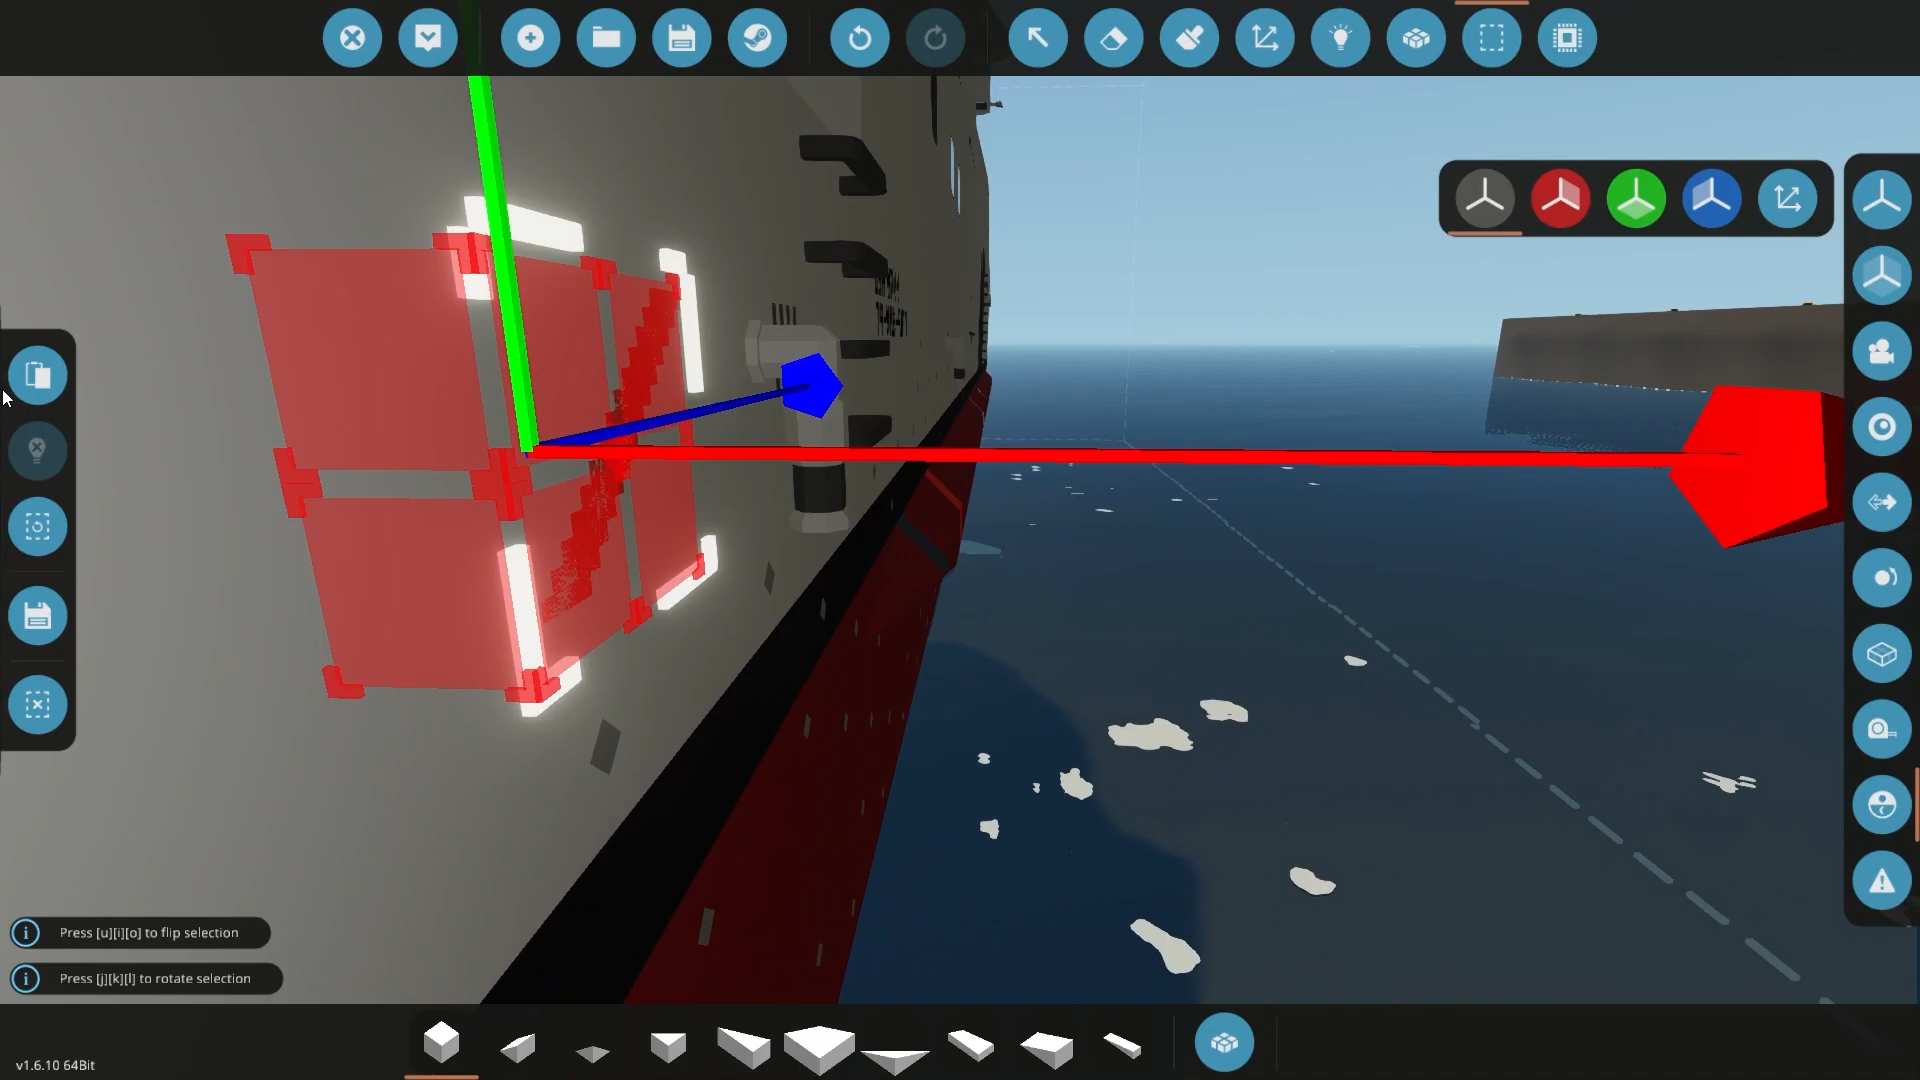 Press [u][i][o] to flip selection
Press [j][k][l] to rotate selection
v1.6.10 64Bit